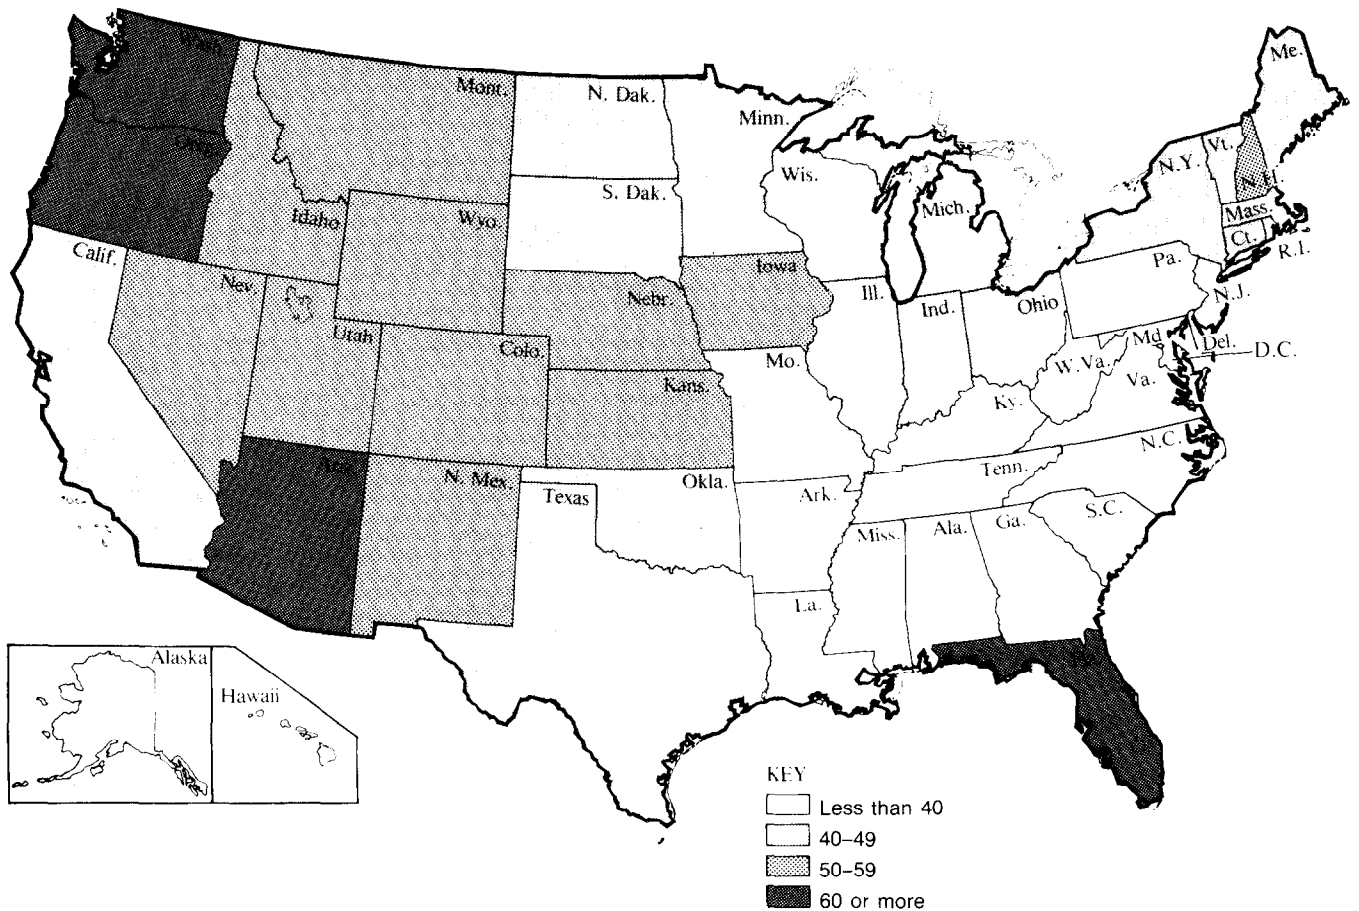 Wash.
Oreg.
Mont.
Idaho
Wyo.
N. Dak.
S. Dak.
Minn.
Wis.
Mich.
Me.
Vt.
N.H.
N.Y.
Mass.
Ct.
R.I.
Calif.
Nev.
Utah
Colo.
Nebr.
Iowa
Kans.
Ill.
Ind.
Ohio
Pa.
N.J.
Md
Del.
D.C.
W.Va.
Va.
Mo.
Ky.
N.C.
Tenn.
Ariz.
N. Mex.
Texas
Okla.
Ark.
Miss.
Ala.
Ga.
S.C.
La.
Fla.
Alaska
Hawaii
KEY
Less than 40
40–49
50–59
60 or more